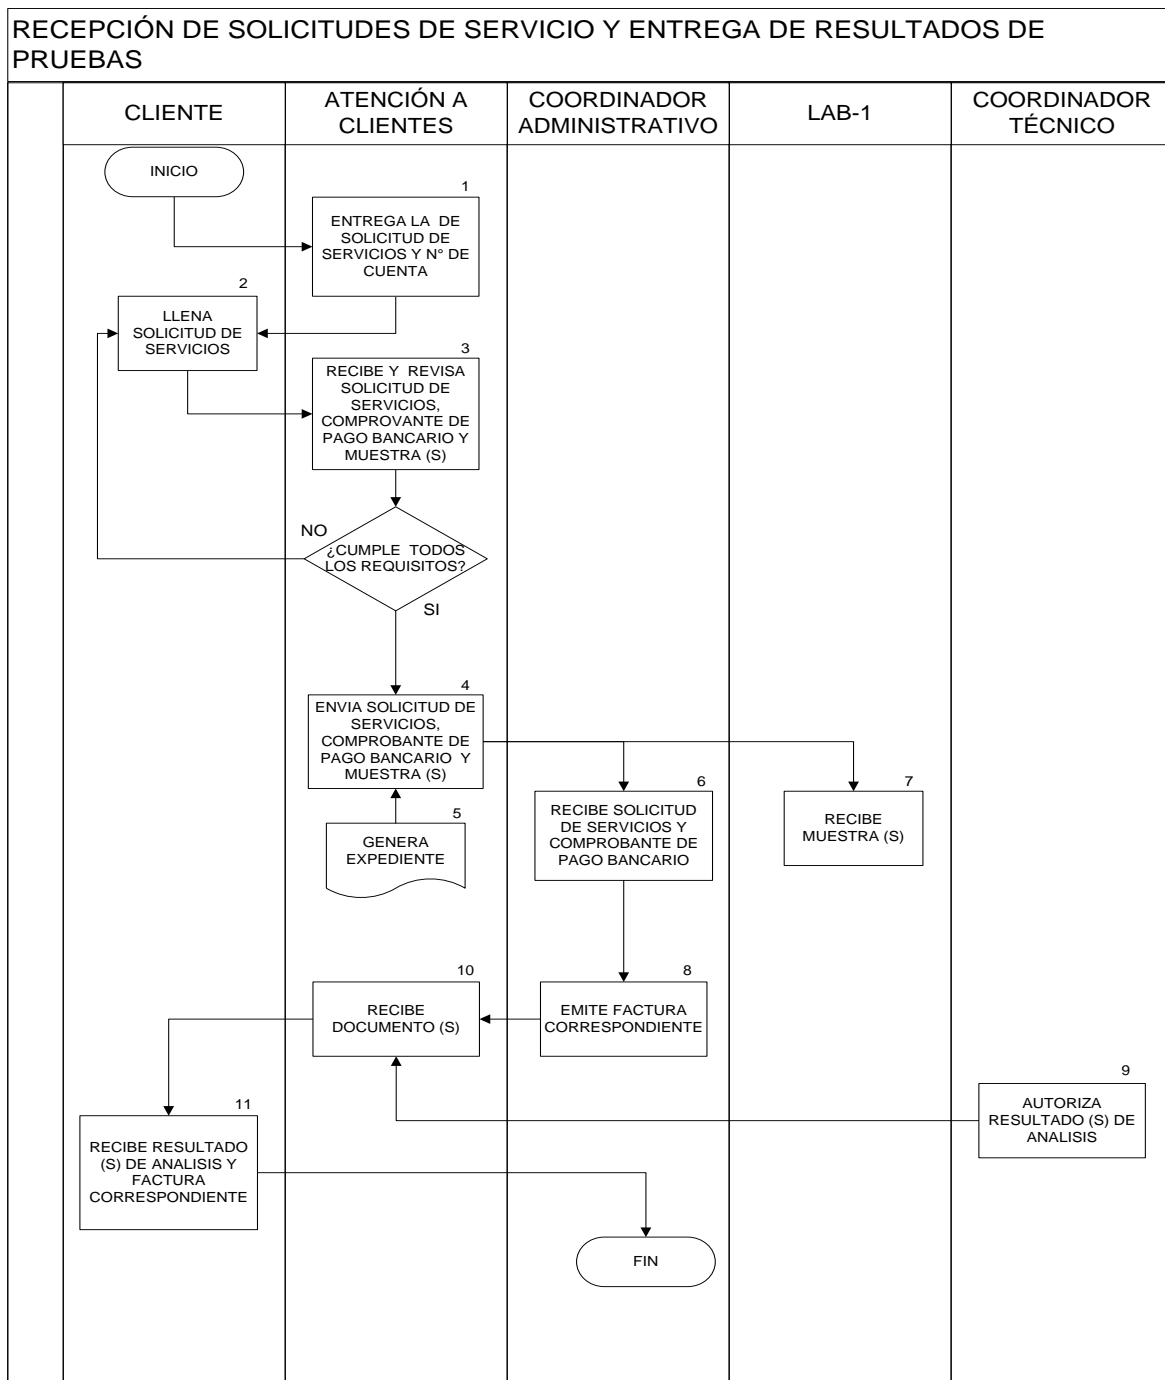 RECEPCIÓN DE SOLICITUDES DE SERVICIO Y ENTREGA DE RESULTADOS DE
PRUEBAS
CLIENTE
ATENCIÓN A
CLIENTES
COORDINADOR
ADMINISTRATIVO
LAB-1
COORDINADOR
TÉCNICO
INICIO
1
ENTREGA LA DE
SOLICITUD DE
SERVICIOS Y N° DE
CUENTA
2
LLENA
SOLICITUD DE
SERVICIOS
3
RECIBE Y REVISA
SOLICITUD DE
SERVICIOS,
COMPROVANTE DE
PAGO BANCARIO Y
MUESTRA (S)
NO
¿CUMPLE TODOS
LOS REQUISITOS?
SI
4
ENVIA SOLICITUD DE
SERVICIOS,
COMPROBANTE DE
PAGO BANCARIO Y
MUESTRA (S)
5
GENERA
EXPEDIENTE
6
RECIBE SOLICITUD
DE SERVICIOS Y
COMPROBANTE DE
PAGO BANCARIO
7
RECIBE
MUESTRA (S)
8
EMITE FACTURA
CORRESPONDIENTE
10
RECIBE
DOCUMENTO (S)
9
AUTORIZA
RESULTADO (S) DE
ANALISIS
11
RECIBE RESULTADO
(S) DE ANALISIS Y
FACTURA
CORRESPONDIENTE
FIN